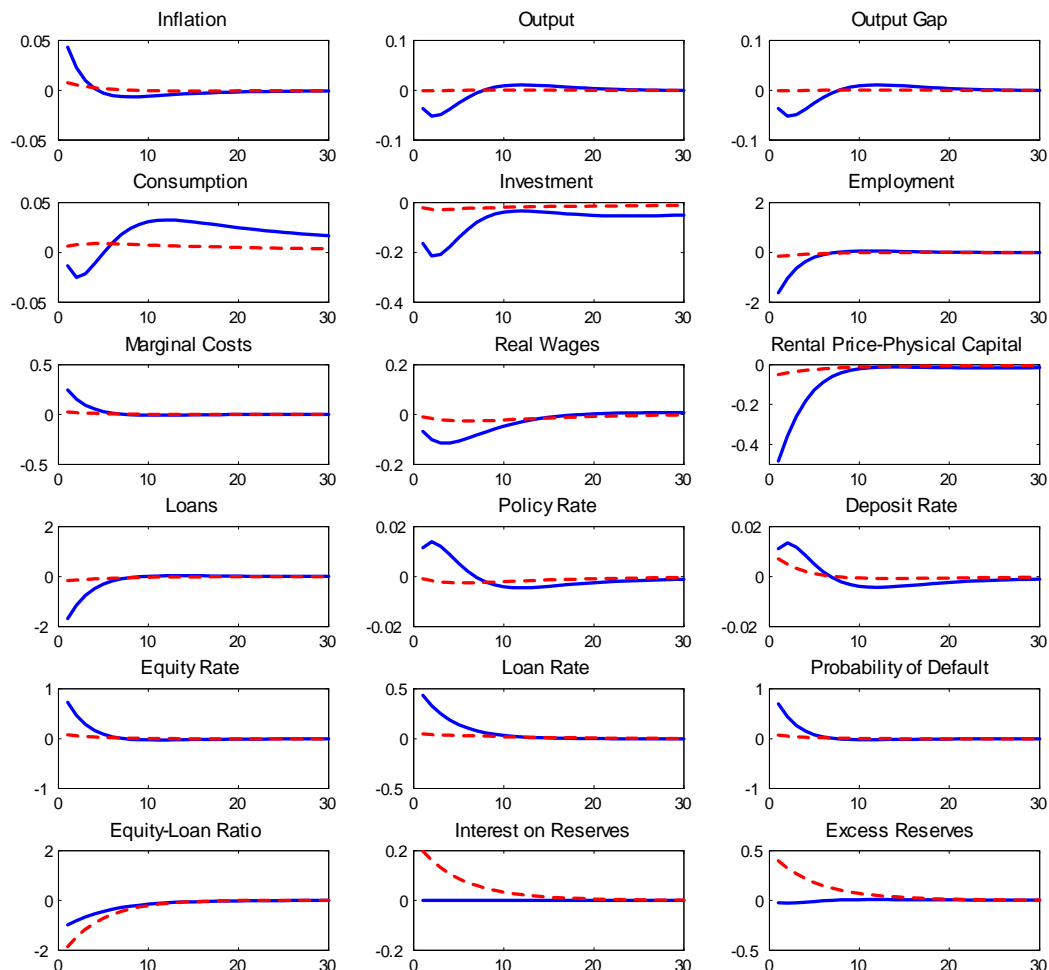 Inflation
Output
Output Gap
0.05
0
-0.05
0 10 20 30
0.1
0
-0.1
0 10 20 30
0.1
0
-0.1
0 10 20 30
Consumption
Investment
Employment
0.05
0
-0.05
0 10 20 30
0
-0.2
-0.4
0 10 20 30
2
0
-2
0 10 20 30
Marginal Costs
Real Wages
Rental Price-Physical Capital
0.5
0
-0.5
0 10 20 30
0.2
0
-0.2
0 10 20 30
0
-0.2
-0.4
0 10 20 30
Loans
Policy Rate
Deposit Rate
2
0
-2
0 10 20 30
0.02
0
-0.02
0 10 20 30
0.02
0
-0.02
0 10 20 30
Equity Rate
Loan Rate
Probability of Default
1
0
-1
0 10 20 30
0.5
0
-0.5
0 10 20 30
1
0
-1
0 10 20 30
Equity-Loan Ratio
Interest on Reserves
Excess Reserves
2
0
-2
0 10 20 30
0.2
0
-0.2
0 10 20 30
0.5
0
-0.5
0 10 20 30